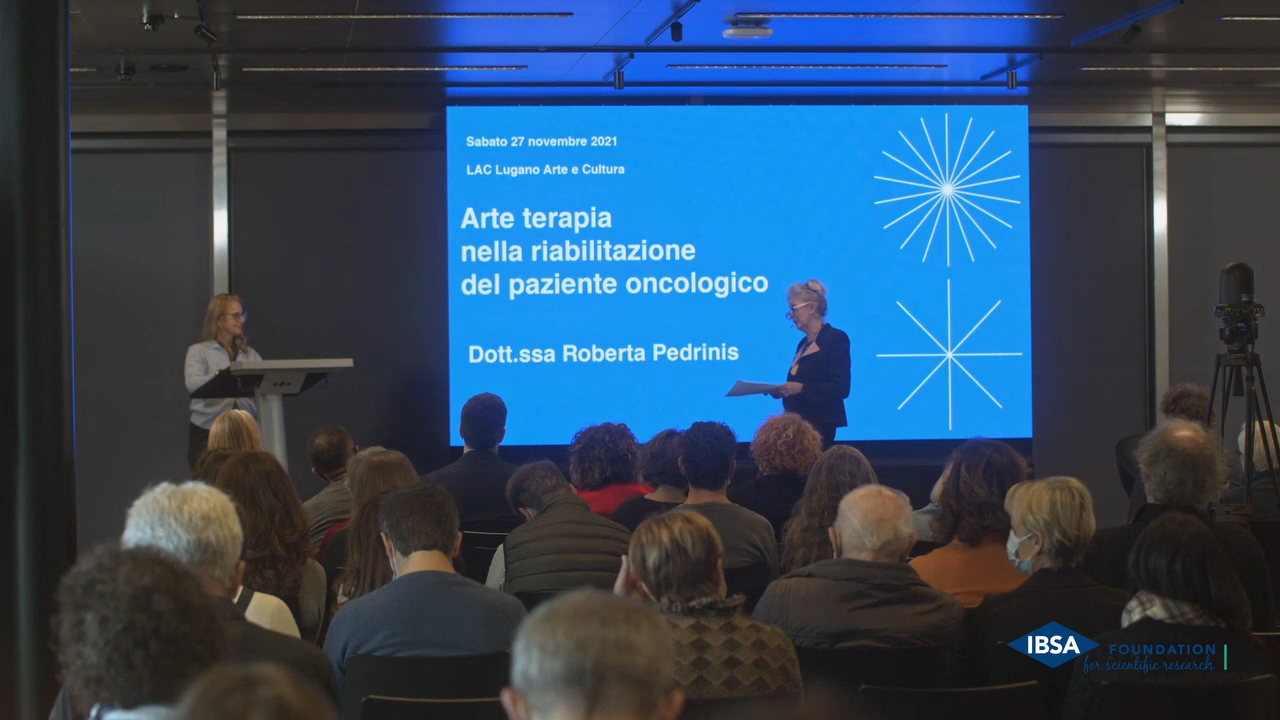 Sabato 27 novembre 2021
LAC Lugano Arte e Cultura
Arte terapia
nella riabilitazione
del paziente oncologico
Dott.ssa Roberta Pedrinis
IBSA FOUNDATION
for scientific research